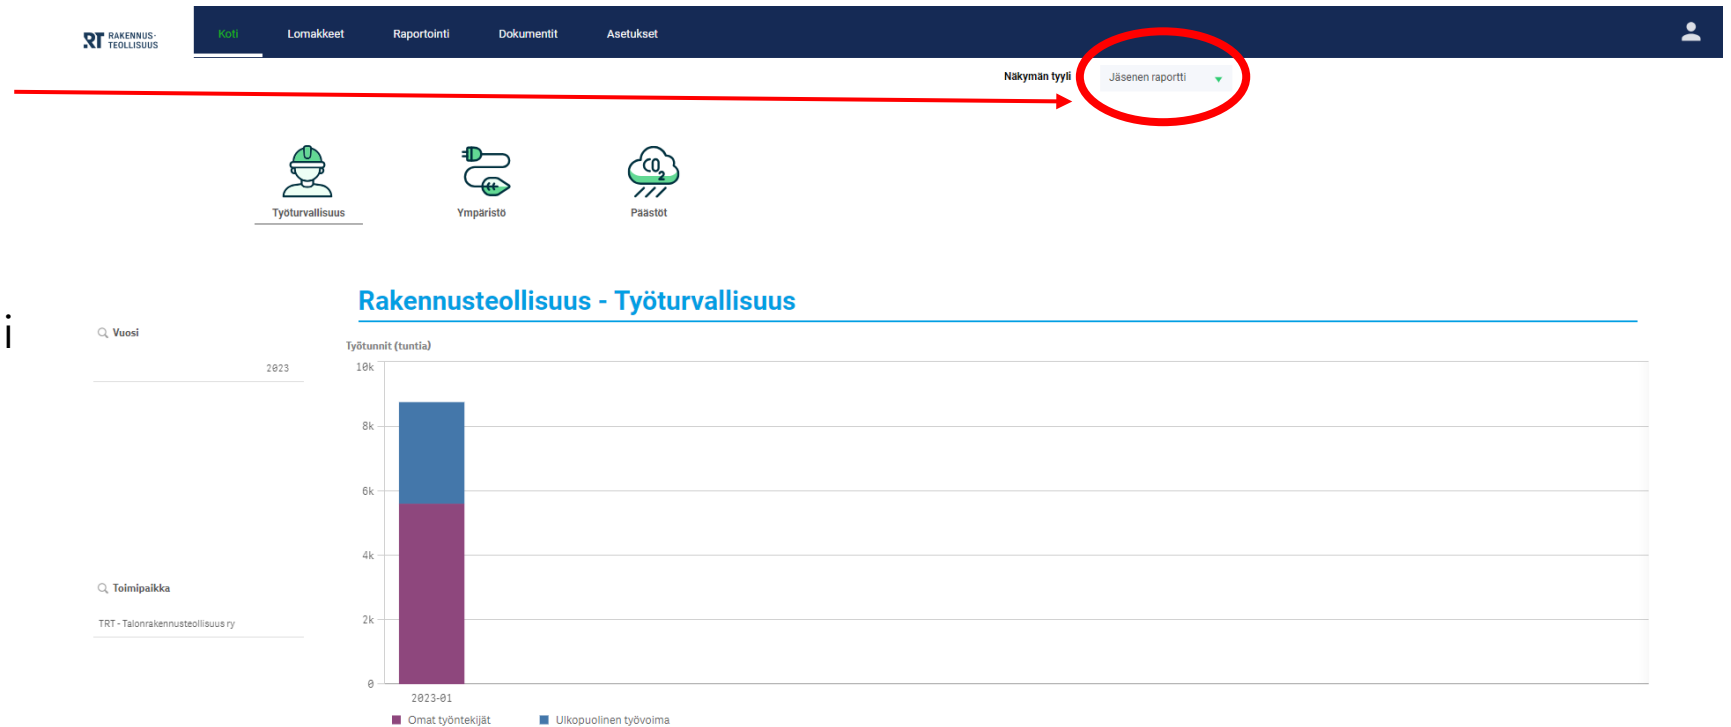 RT RAKENNUS-
TEOLLISUUS
Koti Lomakkeet Raportointi Dokumentit Asetukset
Näkymän tyyli Jäsenen raportti
CO2
Työturvallisuus Ympäristö Päästöt
Rakennusteollisuus - Työturvallisuus
i
Vuosi
2023
Työtunnit (tuntia)
10k
8k
6k
4k
2k
0
Toimipaikka
TRT - Talonrakennusteollisuus ry
2023-01
Omat työntekijät Ulkopuolinen työvoima